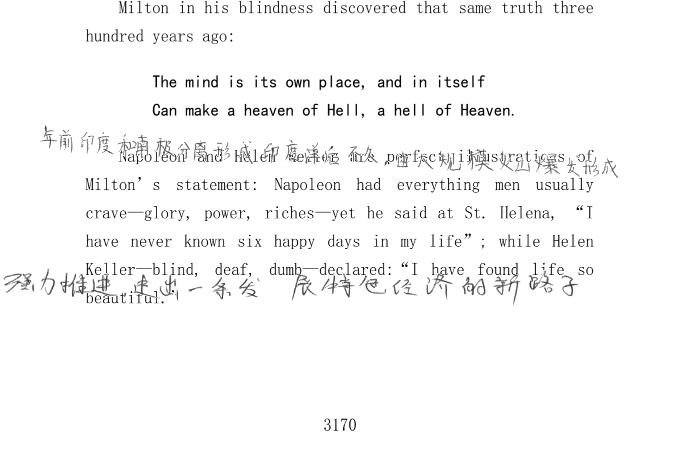 Milton in his blindness discovered that same truth three
hundred years ago:
The mind is its own place, and in itself
Can make a heaven of Hell, a hell of Heaven.
年前印度和南极分离形成印度洋后不久,由大规模火山爆发形成
Napoleon and Helen Keller are perfect illustrations of
Milton’s statement: Napoleon had everything men usually
crave—glory, power, riches—yet he said at St. Helena, “I
have never known six happy days in my life”; while Helen
Keller—blind, deaf, dumb—declared:“I have found life so
强力推进,走出一条发 展特色经济的新路子
beautiful.”
3170